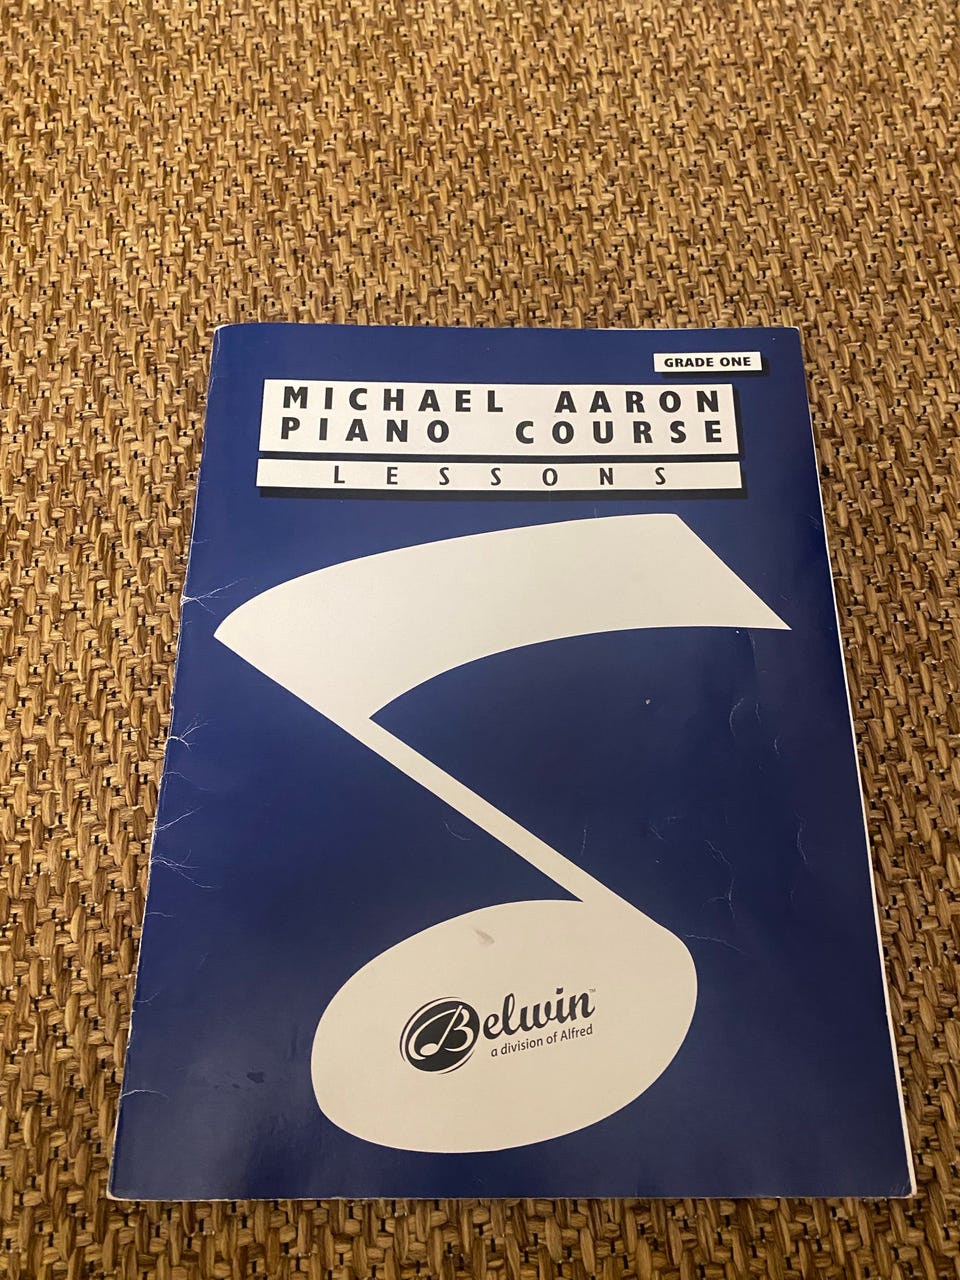 GRADE ONE
MICHAEL AARON
PIANO COURSE
LESSONS
Belwin™
a division of Alfred